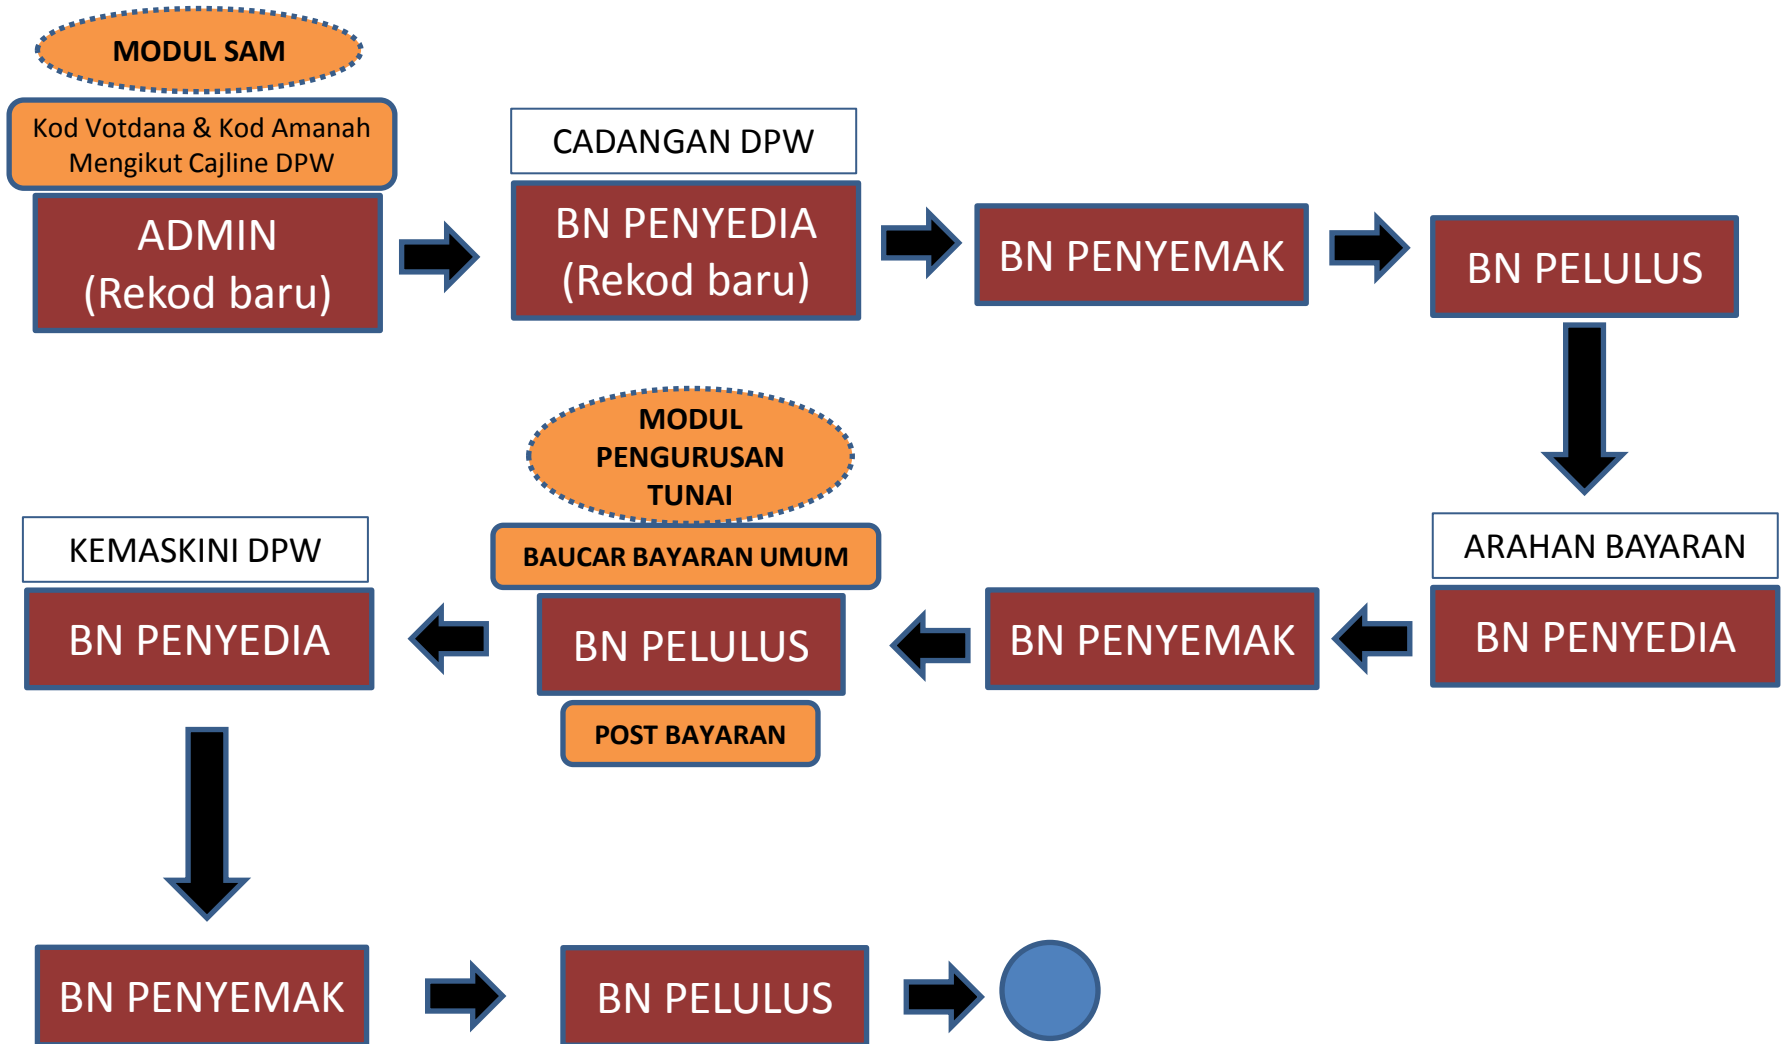 MODUL SAM
Kod Votdana & Kod Amanah
Mengikut Cajline DPW
ADMIN
(Rekod baru)
CADANGAN DPW
BN PENYEDIA
(Rekod baru)
BN PENYEMAK
BN PELULUS
ARAHAN BAYARAN
BN PENYEDIA
BN PENYEMAK
MODUL
PENGURUSAN
TUNAI
BAUCAR BAYARAN UMUM
BN PELULUS
POST BAYARAN
KEMASKINI DPW
BN PENYEDIA
BN PENYEMAK
BN PELULUS